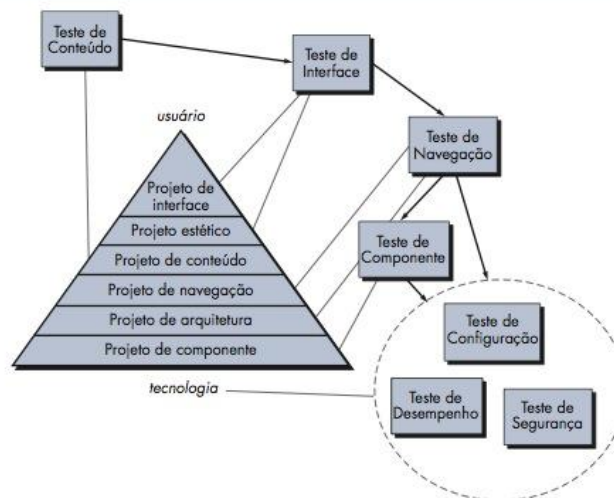 Teste de
Conteúdo
Teste de
Interface
usuário
Teste de
Navegação
Projeto de
interface
Projeto estético
Projeto de conteúdo
Projeto de navegação
Projeto de arquitetura
Projeto de componente
Teste de
Componente
tecnologia
Teste de
Configuração
Teste de
Desempenho
Teste de
Segurança